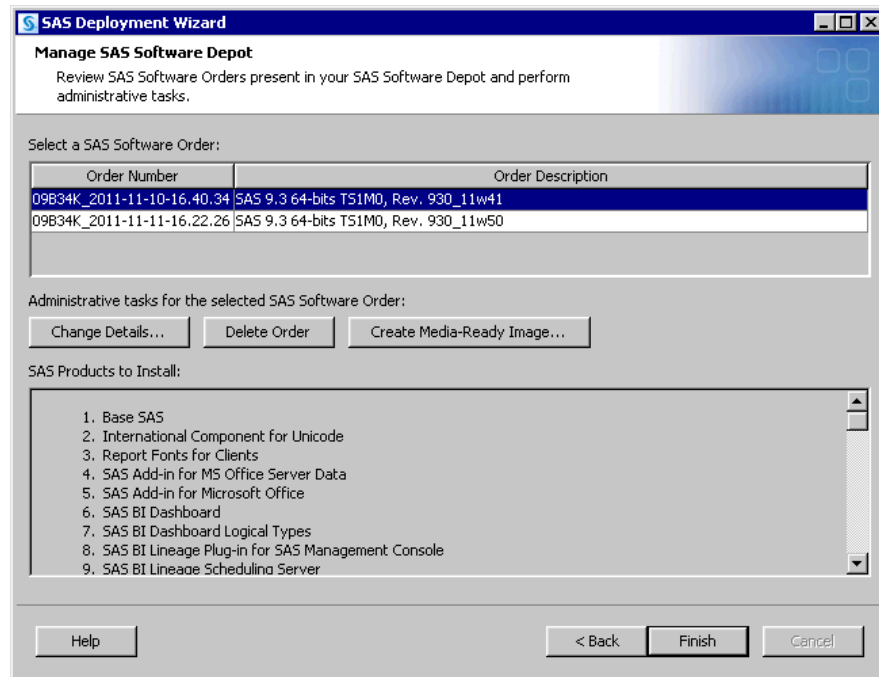 SAS Deployment Wizard
Manage SAS Software Depot
Review SAS Software Orders present in your SAS Software Depot and perform
administrative tasks.
Select a SAS Software Order:
Order Number Order Description
09B34K_2011-11-10-16.40.34 SAS 9.3 64-bits TS1M0, Rev. 930_11w41
09B34K_2011-11-11-16.22.26 SAS 9.3 64-bits TS1M0, Rev. 930_11w50
Administrative tasks for the selected SAS Software Order:
Change Details... Delete Order Create Media-Ready Image...
SAS Products to Install:
1. Base SAS
2. International Component for Unicode
3. Report Fonts for Clients
4. SAS Add-in for MS Office Server Data
5. SAS Add-in for Microsoft Office
6. SAS BI Dashboard
7. SAS BI Dashboard Logical Types
8. SAS BI Lineage Plug-in for SAS Management Console
9. SAS BI Lineage Scheduling Server
Help < Back Finish Cancel